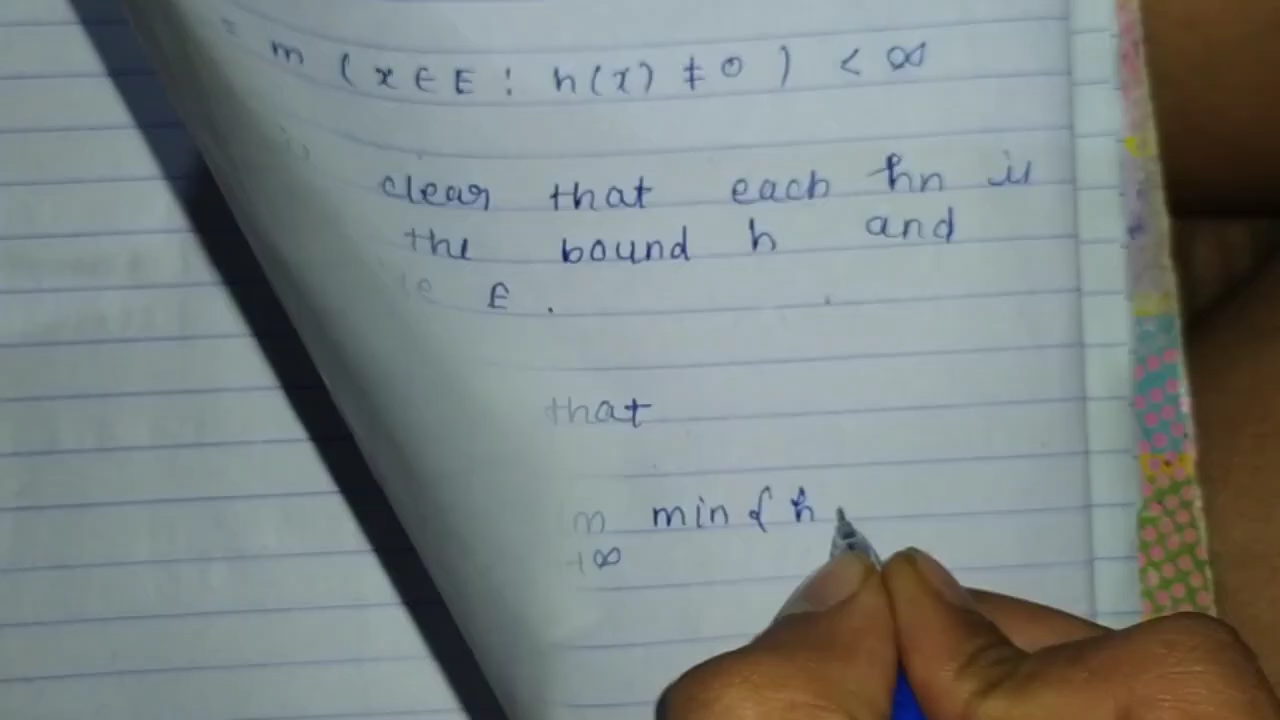 = m ( x ∈ E : h(x) ≠ 0 ) < ∞
clear that each hn is
the bound h and
E .
that
m min { h
→∞